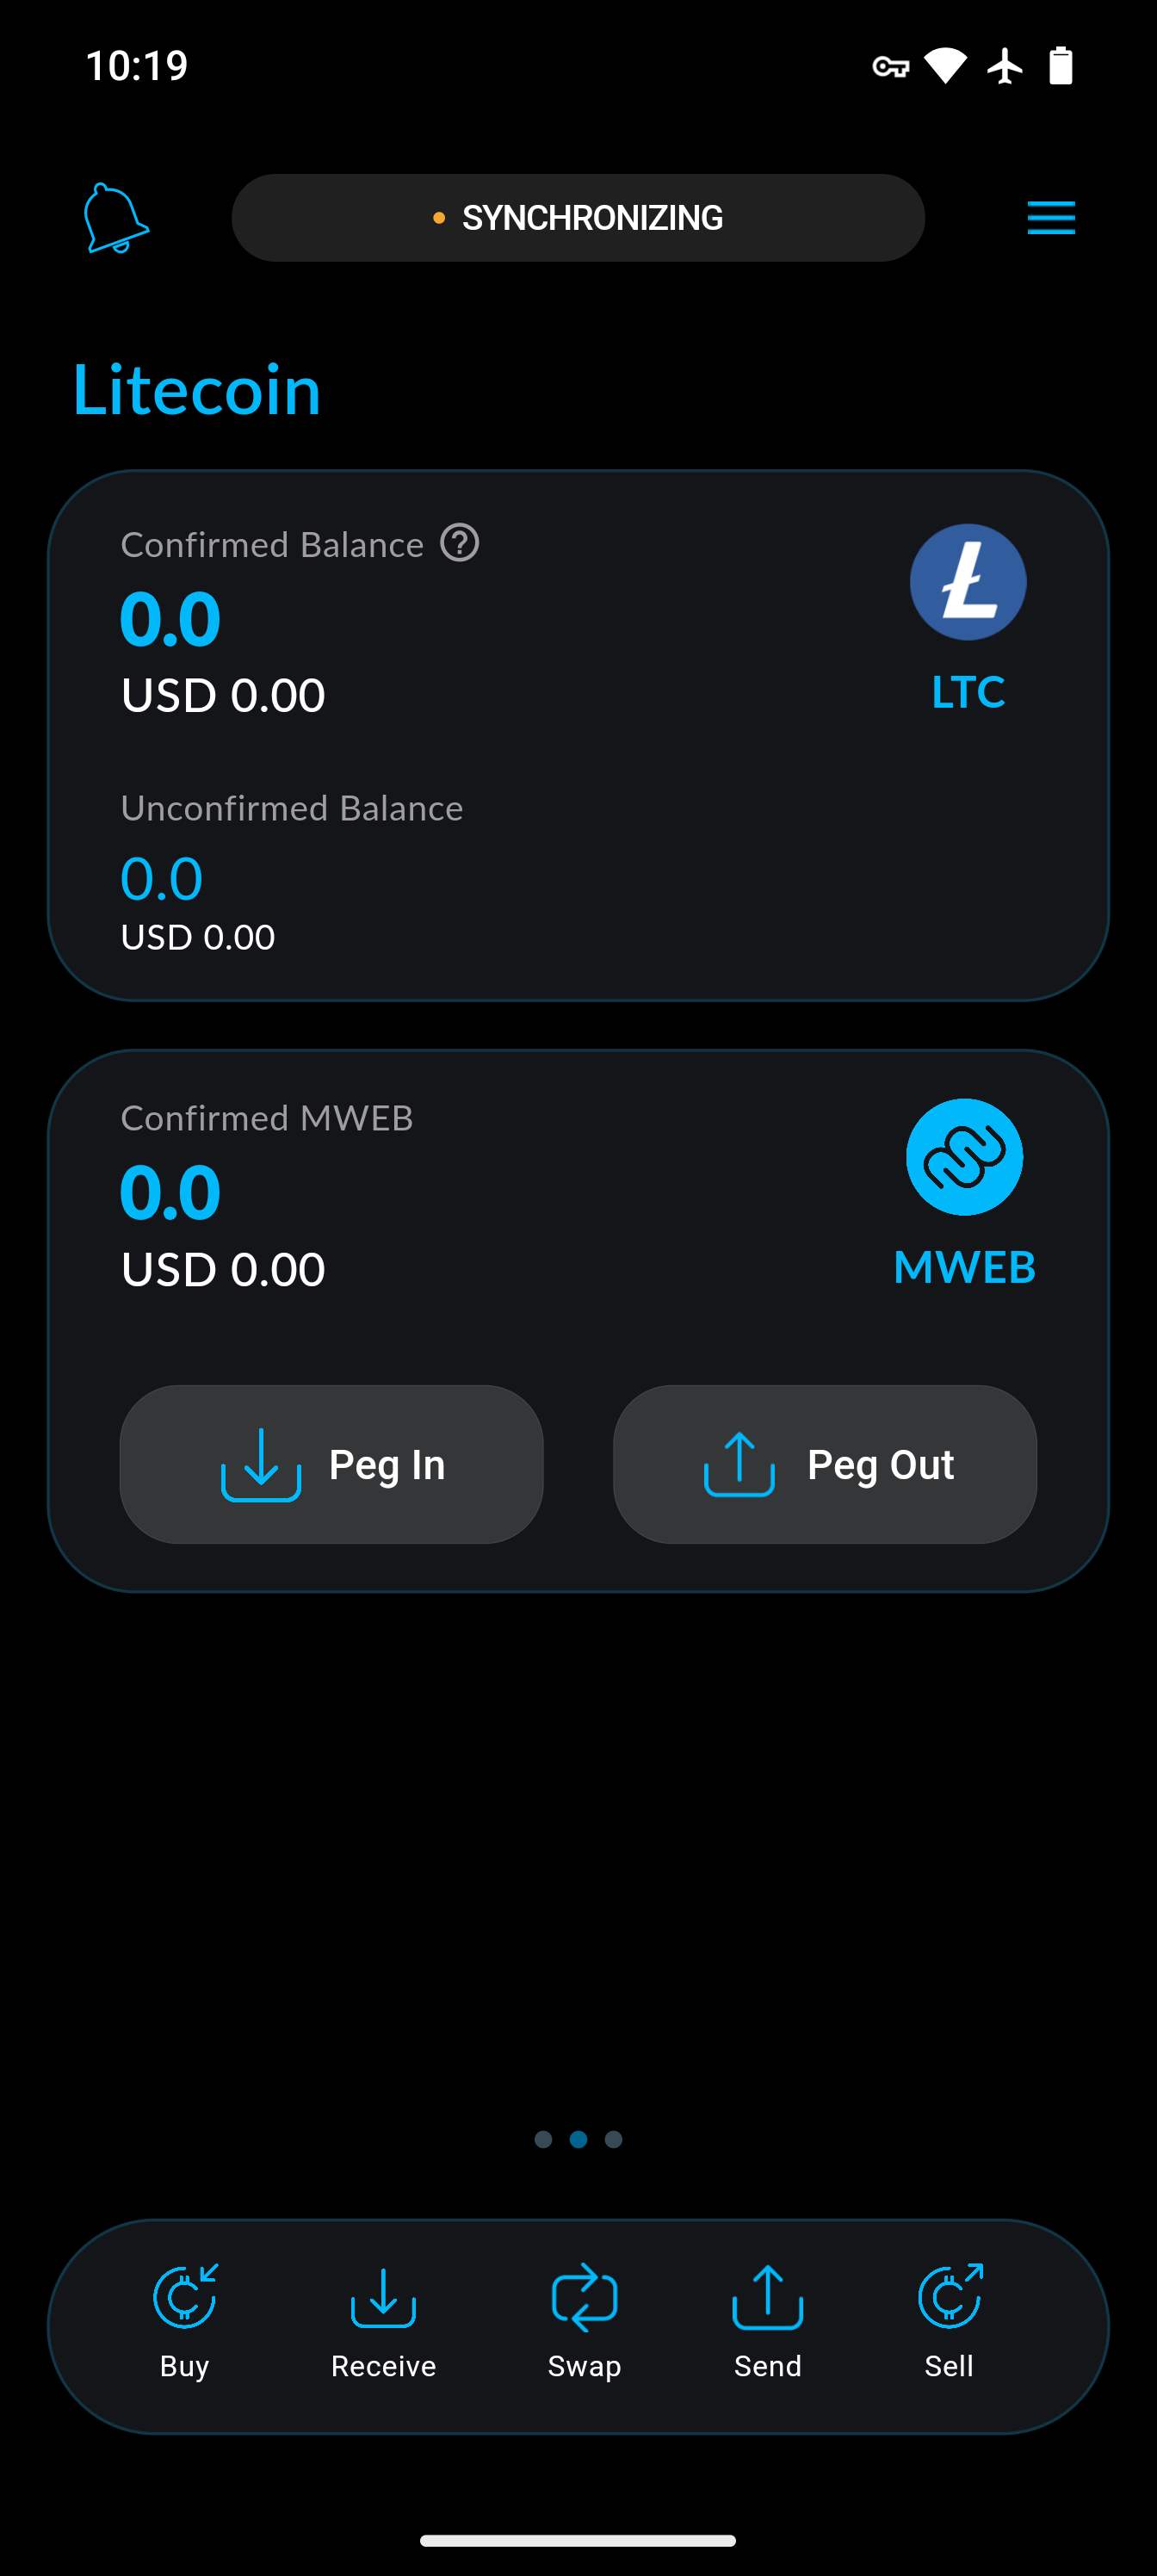 10:19
SYNCHRONIZING
Litecoin
Confirmed Balance
0.0
USD 0.00
LTC
Unconfirmed Balance
0.0
USD 0.00
Confirmed MWEB
0.0
USD 0.00
MWEB
Peg In Peg Out
Buy Receive Swap Send Sell